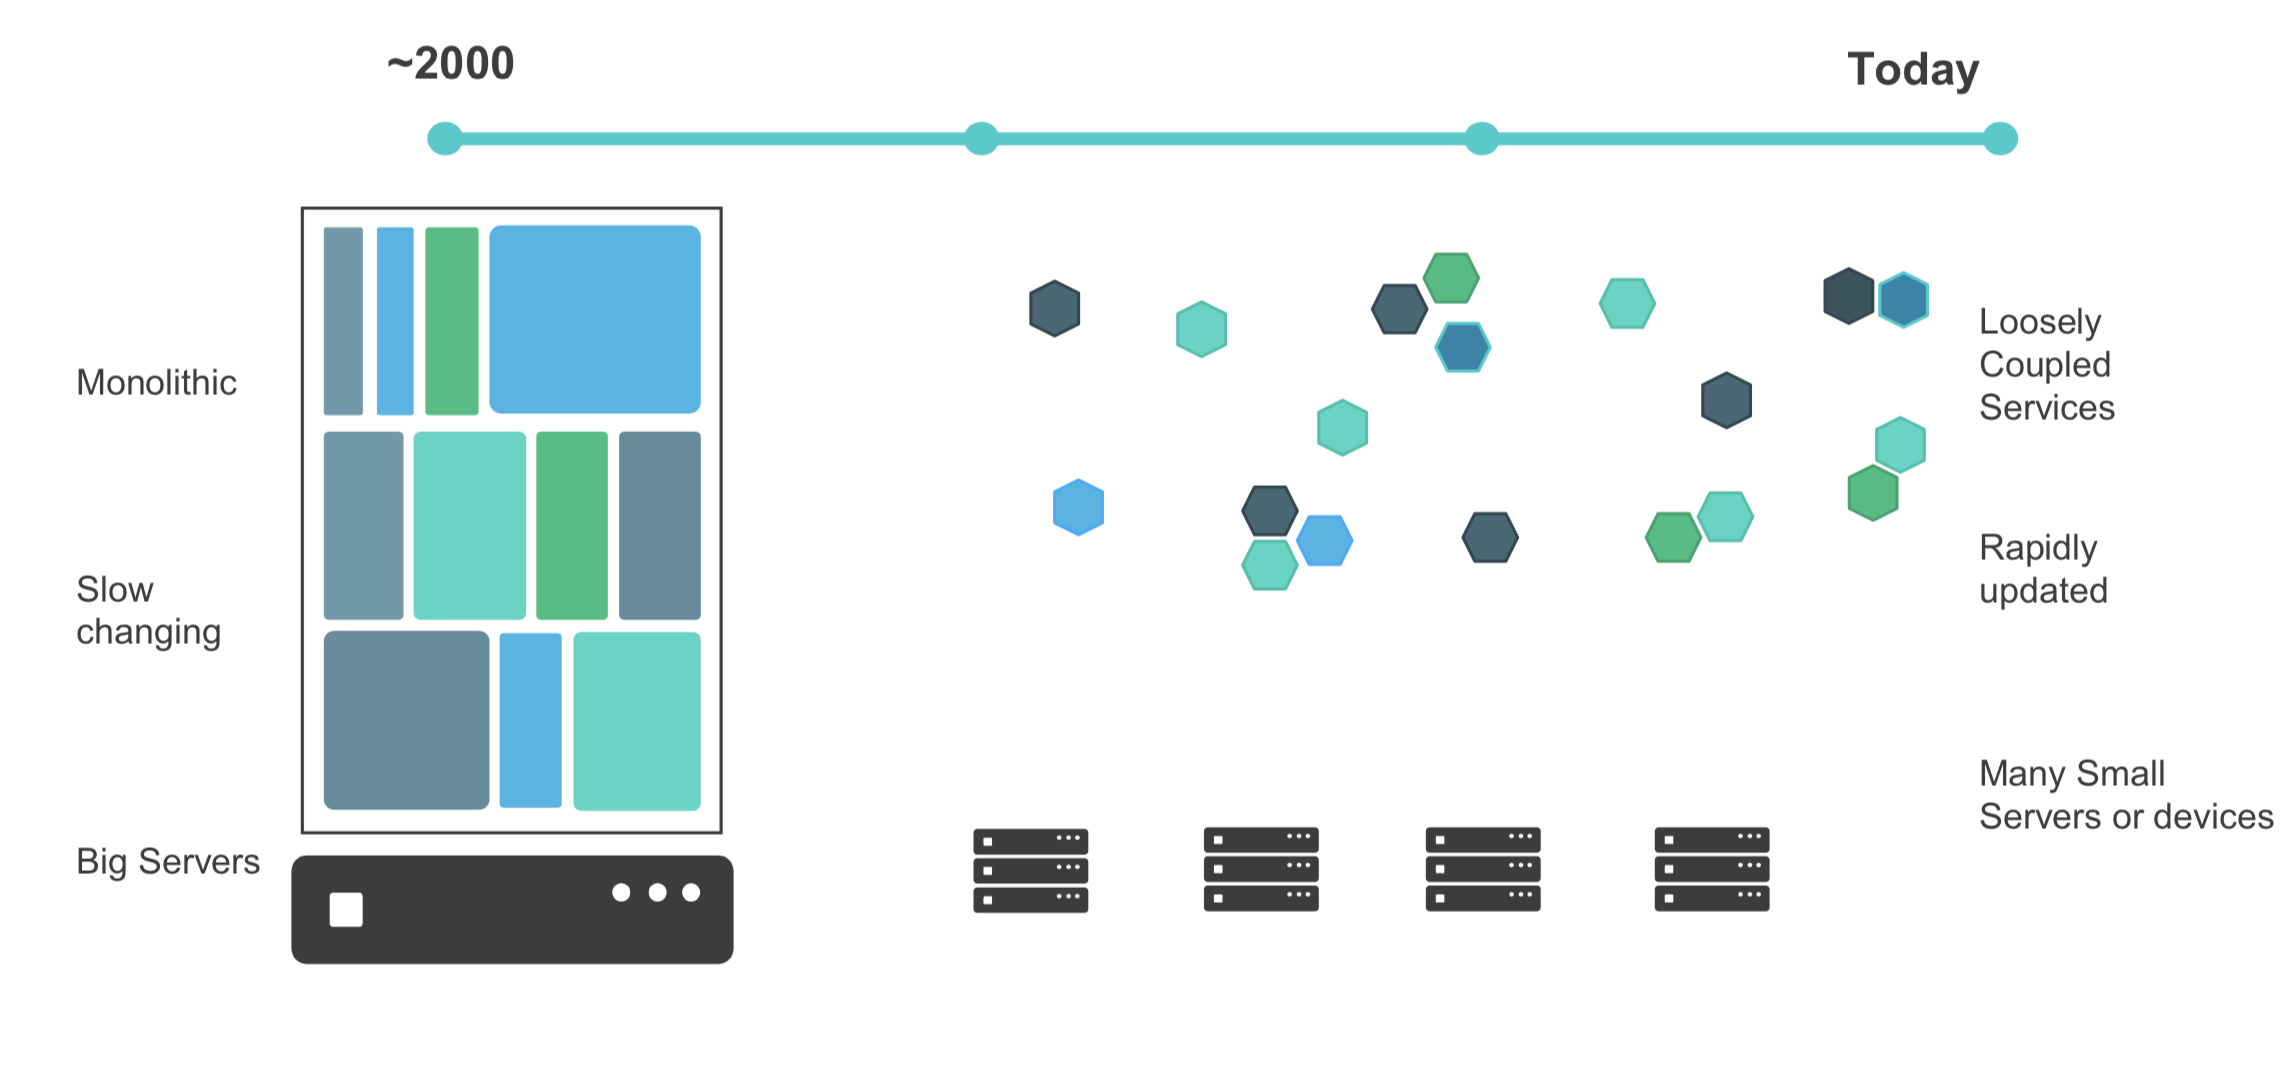 ~2000
Today
Monolithic
Slow
changing
Big Servers
Loosely
Coupled
Services
Rapidly
updated
Many Small
Servers or devices